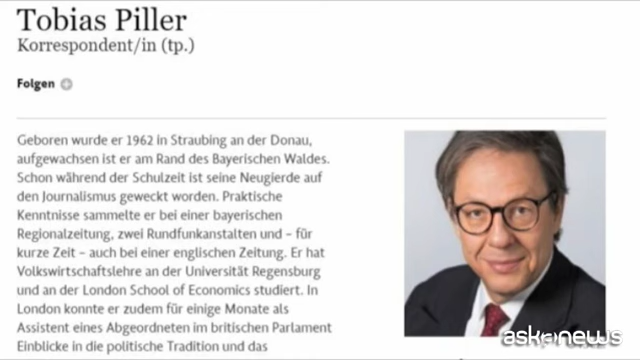 Tobias Piller
Korrespondent/in (tp.)
Folgen
Geboren wurde er 1962 in Straubing an der Donau,
aufgewachsen ist er am Rand des Bayerischen Waldes.
Schon während der Schulzeit ist seine Neugierde auf
den Journalismus geweckt worden. Praktische
Kenntnisse sammelte er bei einer bayerischen
Regionalzeitung, zwei Rundfunkanstalten und – für
kurze Zeit – auch bei einer englischen Zeitung. Er hat
Volkswirtschaftslehre an der Universität Regensburg
und an der London School of Economics studiert. In
London konnte er zudem für einige Monate als
Assistent eines Abgeordneten im britischen Parlament
Einblicke in die politische Tradition und das
askanews